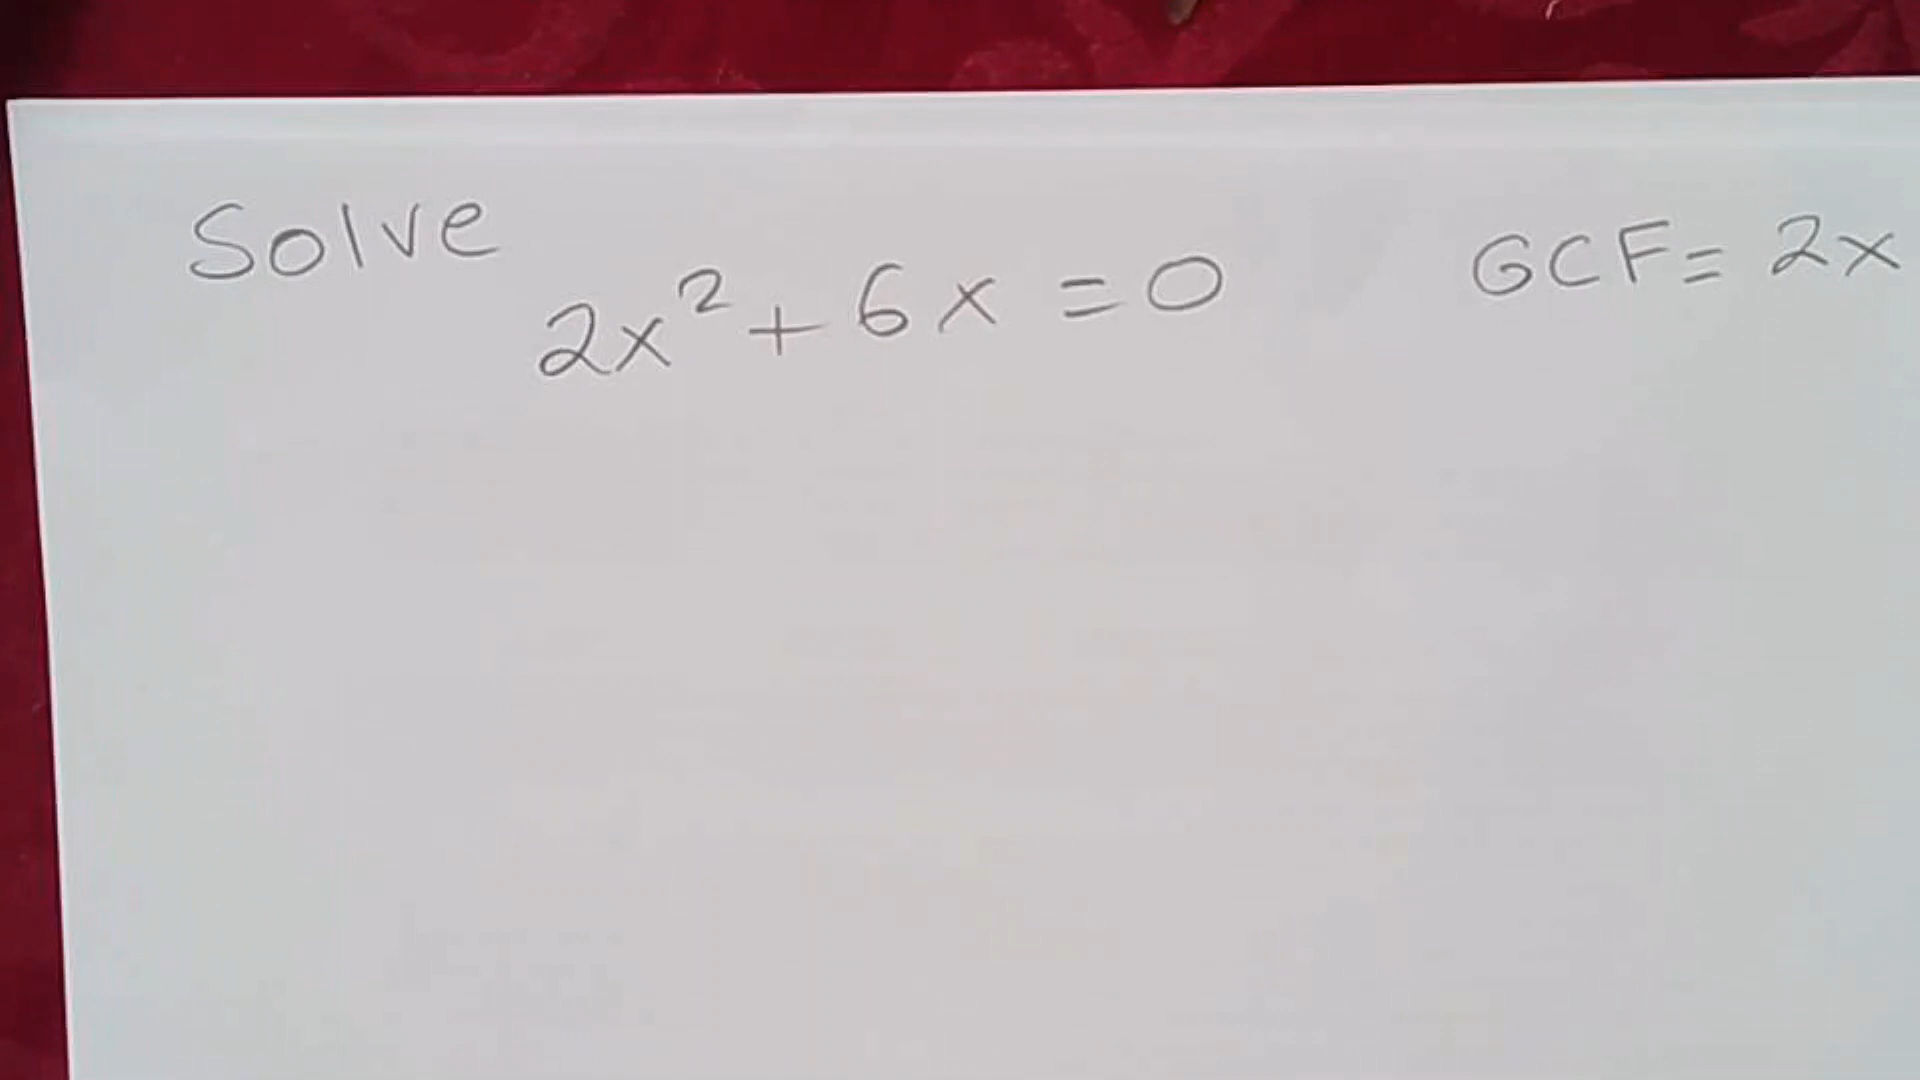 Solve
2x² + 6x = 0
GCF = 2x